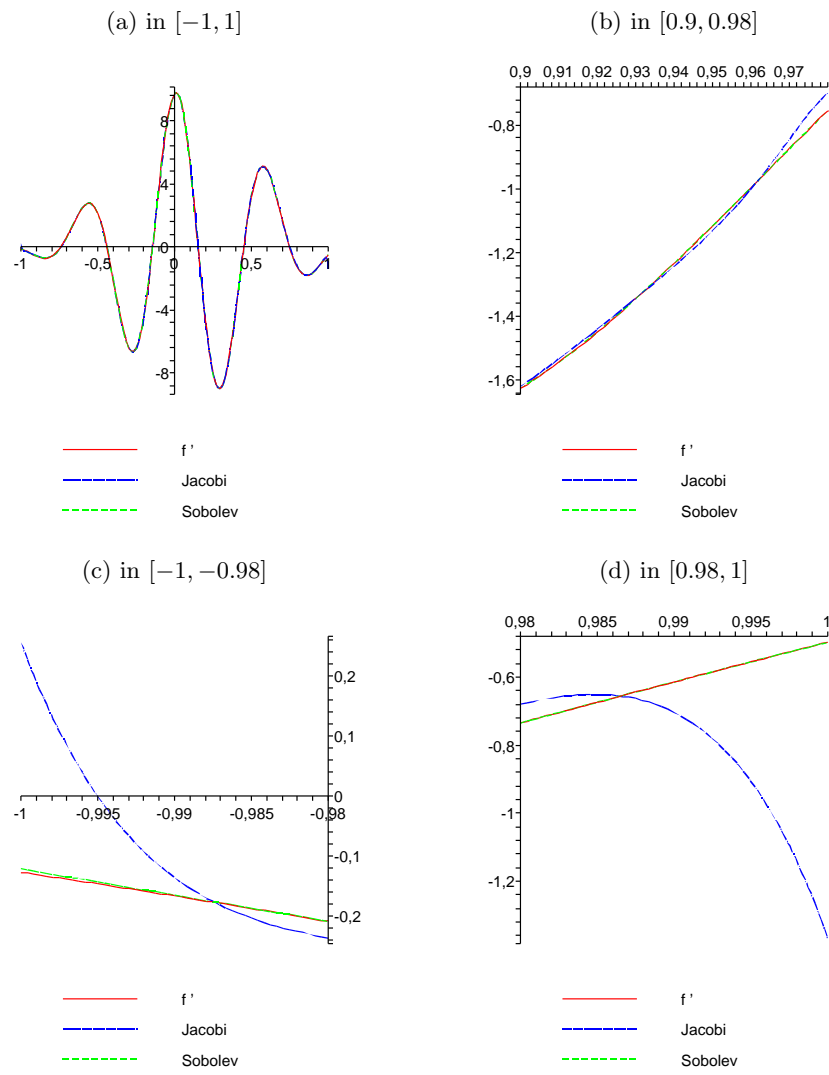 (a) in [−1, 1]
8
4
0
-4
-8
-1
-0,5
0
0,5
1
f '
Jacobi
Sobolev
(b) in [0.9, 0.98]
0,9
0,91
0,92
0,93
0,94
0,95
0,96
0,97
-0,8
-1
-1,2
-1,4
-1,6
f '
Jacobi
Sobolev
(c) in [−1, −0.98]
0,2
0,1
0
-0,1
-0,2
-1
-0,995
-0,99
-0,985
-0,98
f '
Jacobi
Sobolev
(d) in [0.98, 1]
0,98
0,985
0,99
0,995
1
-0,6
-0,8
-1
-1,2
f '
Jacobi
Sobolev